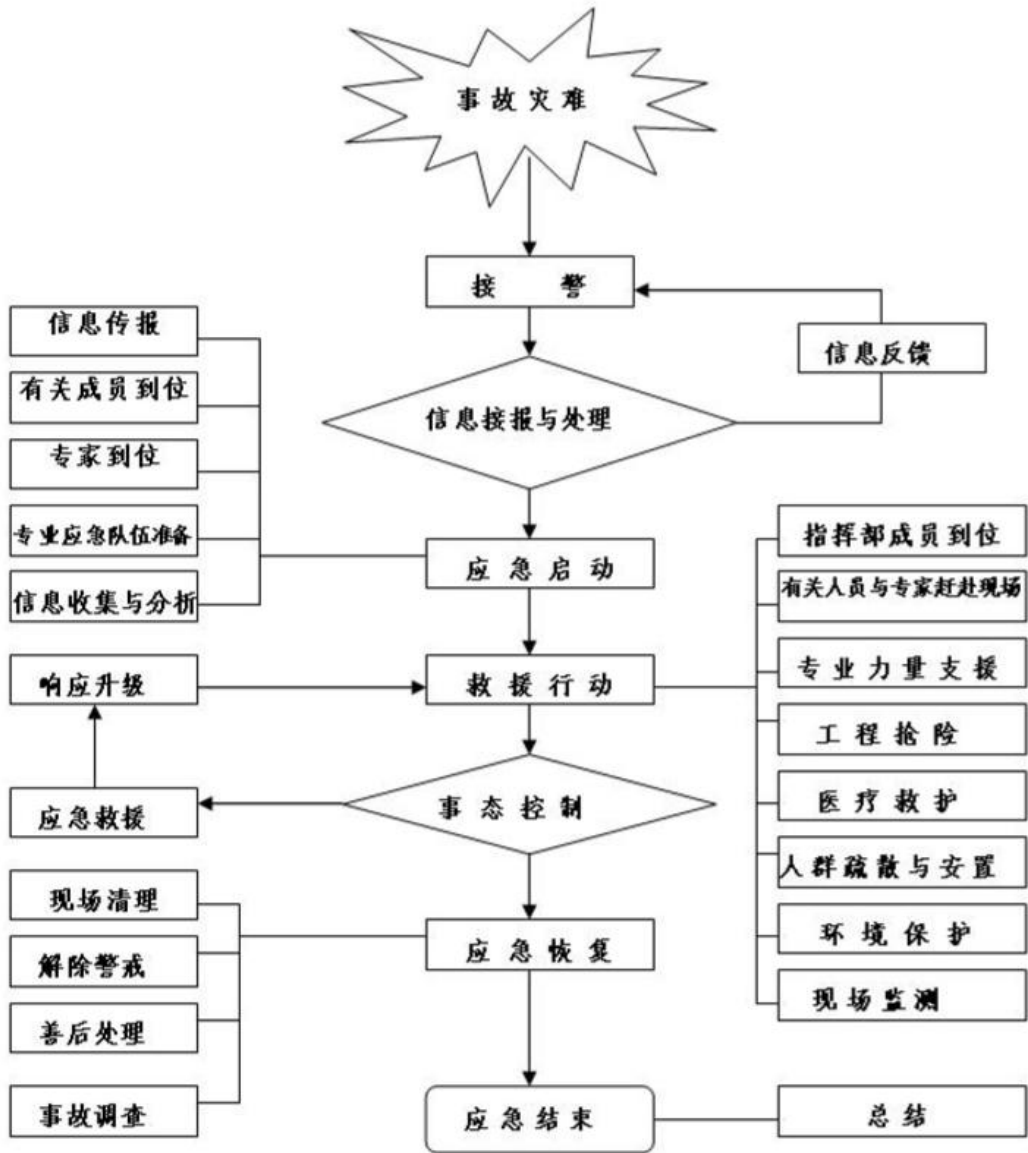 事故灾难
接 警
信息传报
信息反馈
有关成员到位
信息接报与处理
专家到位
专业应急队伍准备
指挥部成员到位
应急启动
有关人员与专家赶赴现场
信息收集与分析
专业力量支援
响应升级
救援行动
工程抢险
应急救援
事态控制
医疗救护
人群疏散与安置
现场清理
环境保护
应急恢复
解除警戒
现场监测
善后处理
事故调查
应急结束
总结